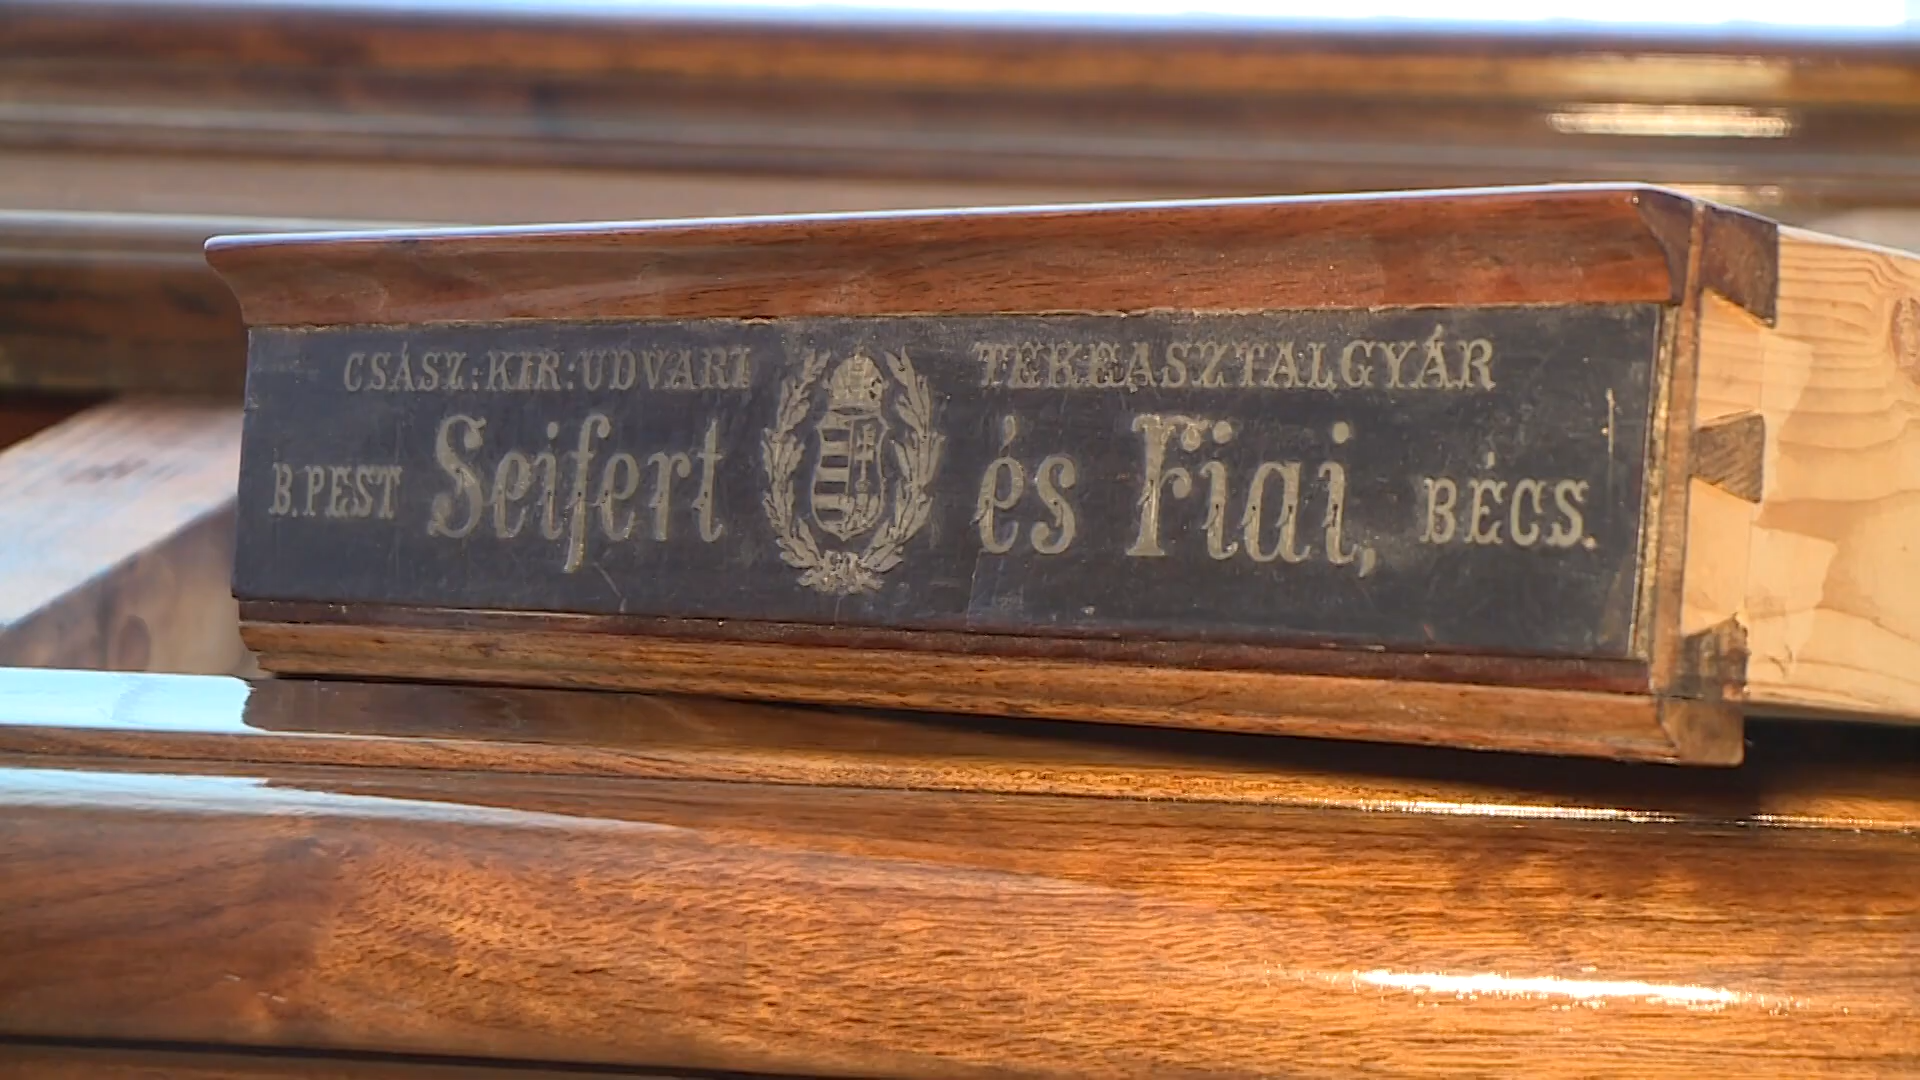 CSÁSZ: KIR: UDVARI TEKEASZTALGYÁR
B.PEST Seifert és Fiai, BÉCS.